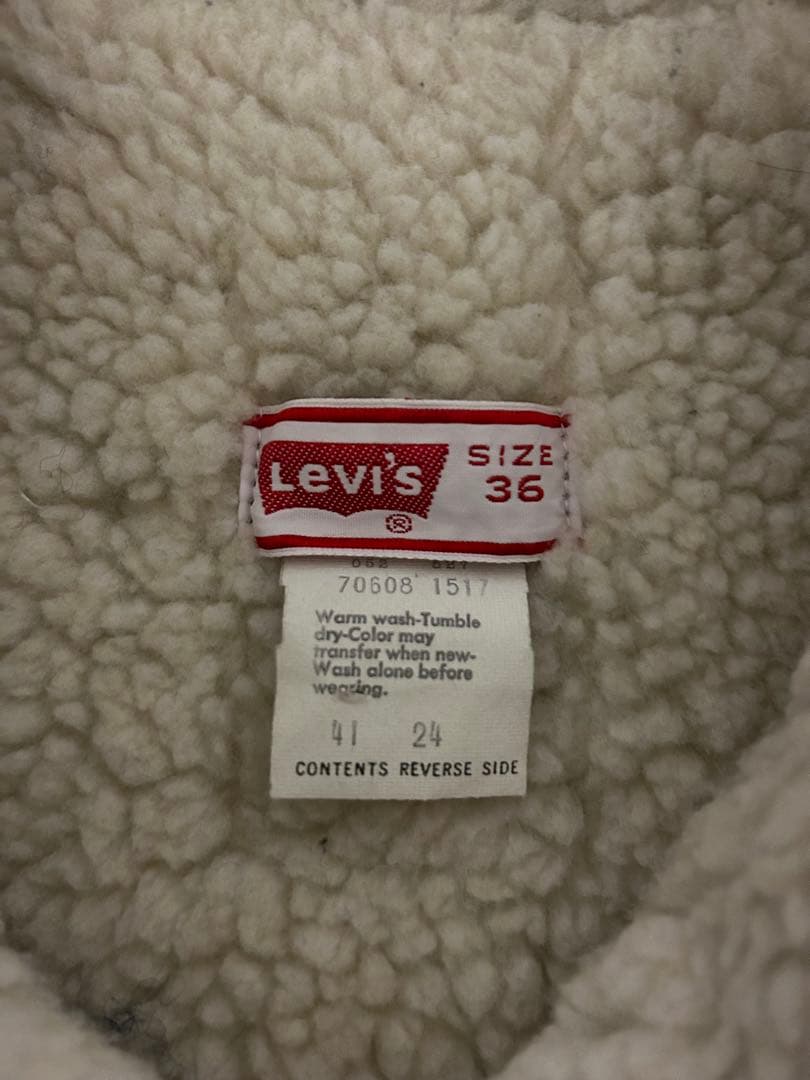 Levi's ®
SIZE
36
70608 1517
Warm wash-Tumble
dry-Color may
transfer when new-
Wash alone before
wearing.
41 24
CONTENTS REVERSE SIDE